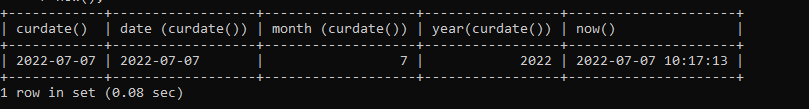 +------------+------------------+-------------------+-----------------+---------------------+
| curdate() | date (curdate()) | month (curdate()) | year(curdate()) | now() |
+------------+------------------+-------------------+-----------------+---------------------+
| 2022-07-07 | 2022-07-07 | 7 | 2022 | 2022-07-07 10:17:13 |
+------------+------------------+-------------------+-----------------+---------------------+
1 row in set (0.08 sec)